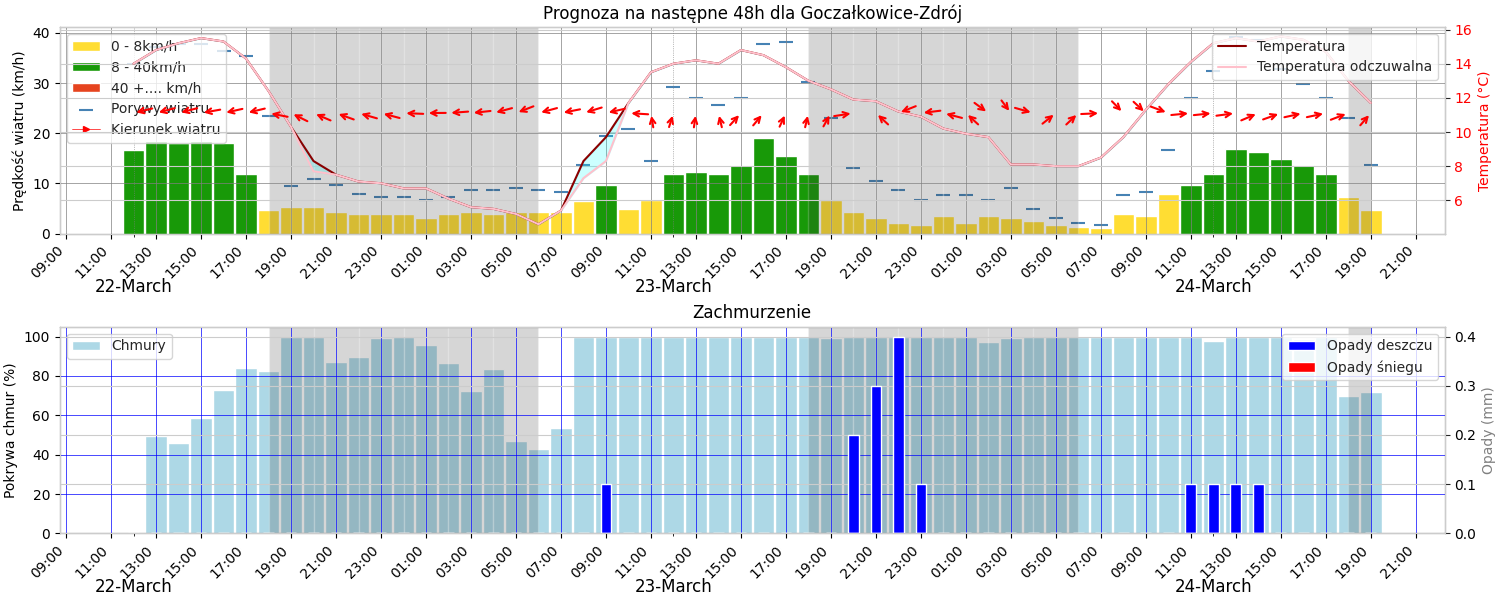 Prognoza na następne 48h dla Goczałkowice-Zdrój
Prędkość wiatru (km/h)
40
30
20
10
0
0 - 8km/h
8 - 40km/h
40 +.... km/h
Porywy wiatru
Kierunek wiatru
Temperatura
Temperatura odczuwalna
16
14
12
10
8
6
Temperatura (°C)
09:00 11:00 13:00 15:00 17:00 19:00 21:00 23:00 01:00 03:00 05:00 07:00 09:00 11:00 13:00 15:00 17:00 19:00 21:00 23:00 01:00 03:00 05:00 07:00 09:00 11:00 13:00 15:00 17:00 19:00 21:00
22-March 23-March 24-March
Zachmurzenie
Pokrywa chmur (%)
100
80
60
40
20
0
Chmury
Opady deszczu
Opady śniegu
0.4
0.3
0.2
0.1
0.0
Opady (mm)
09:00 11:00 13:00 15:00 17:00 19:00 21:00 23:00 01:00 03:00 05:00 07:00 09:00 11:00 13:00 15:00 17:00 19:00 21:00 23:00 01:00 03:00 05:00 07:00 09:00 11:00 13:00 15:00 17:00 19:00 21:00
22-March 23-March 24-March